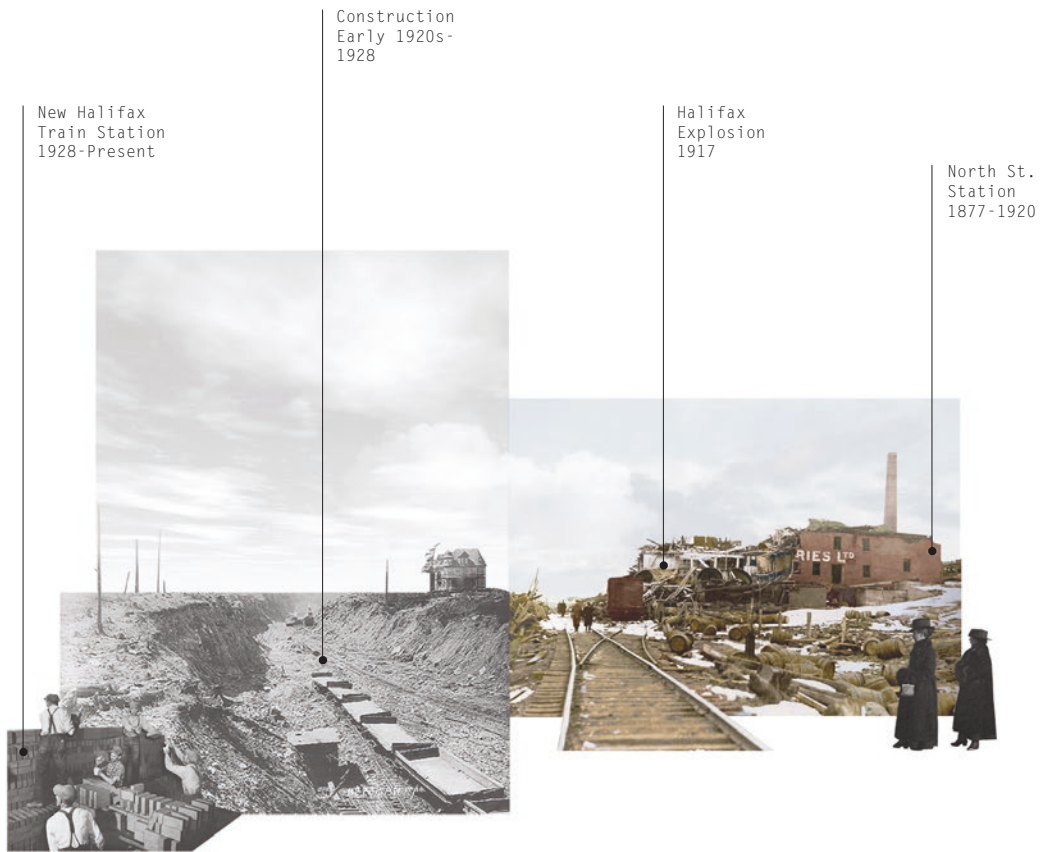 Construction
Early 1920s-
1928
New Halifax
Train Station
1928-Present
Halifax
Explosion
1917
North St.
Station
1877-1920
RIES LTD